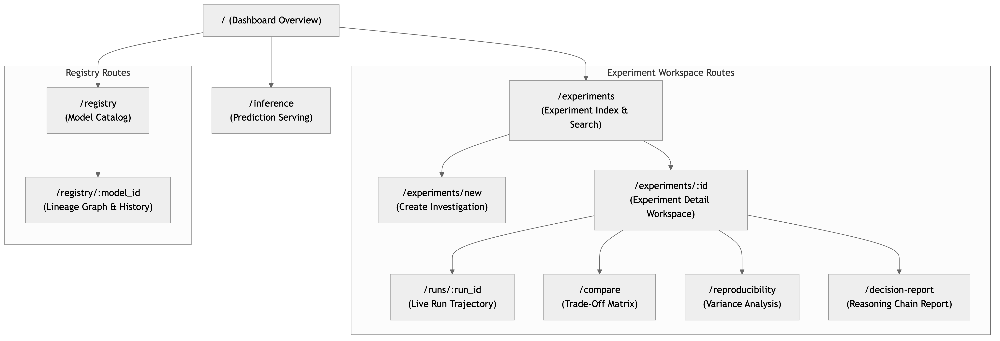 / (Dashboard Overview)
Registry Routes
/registry
(Model Catalog)
/registry/:model_id
(Lineage Graph & History)
/inference
(Prediction Serving)
Experiment Workspace Routes
/experiments
(Experiment Index &
Search)
/experiments/new
(Create Investigation)
/experiments/:id
(Experiment Detail
Workspace)
/runs/:run_id
(Live Run Trajectory)
/compare
(Trade-Off Matrix)
/reproducibility
(Variance Analysis)
/decision-report
(Reasoning Chain Report)